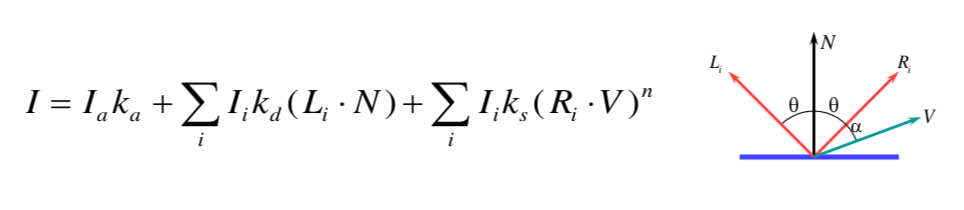 I = I_a k_a + ∑_i I_i k_d (L_i · N) + ∑_i I_i k_s (R_i · V)^n
N
L_i
R_i
θ θ
α
V